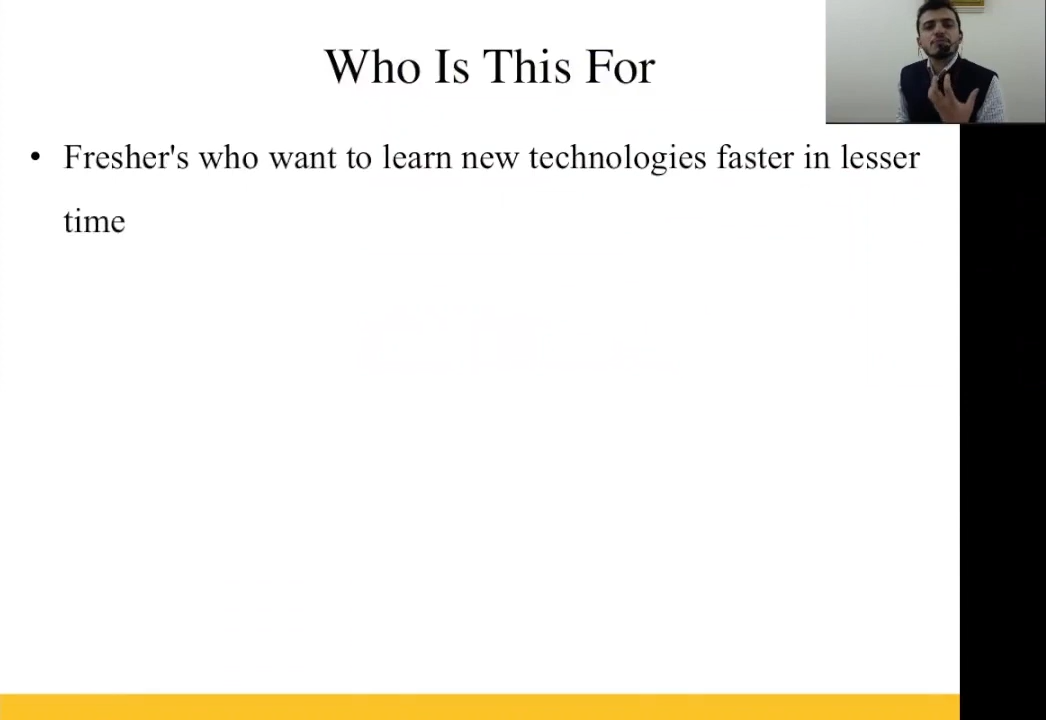 Who Is This For
• Fresher's who want to learn new technologies faster in lesser
time